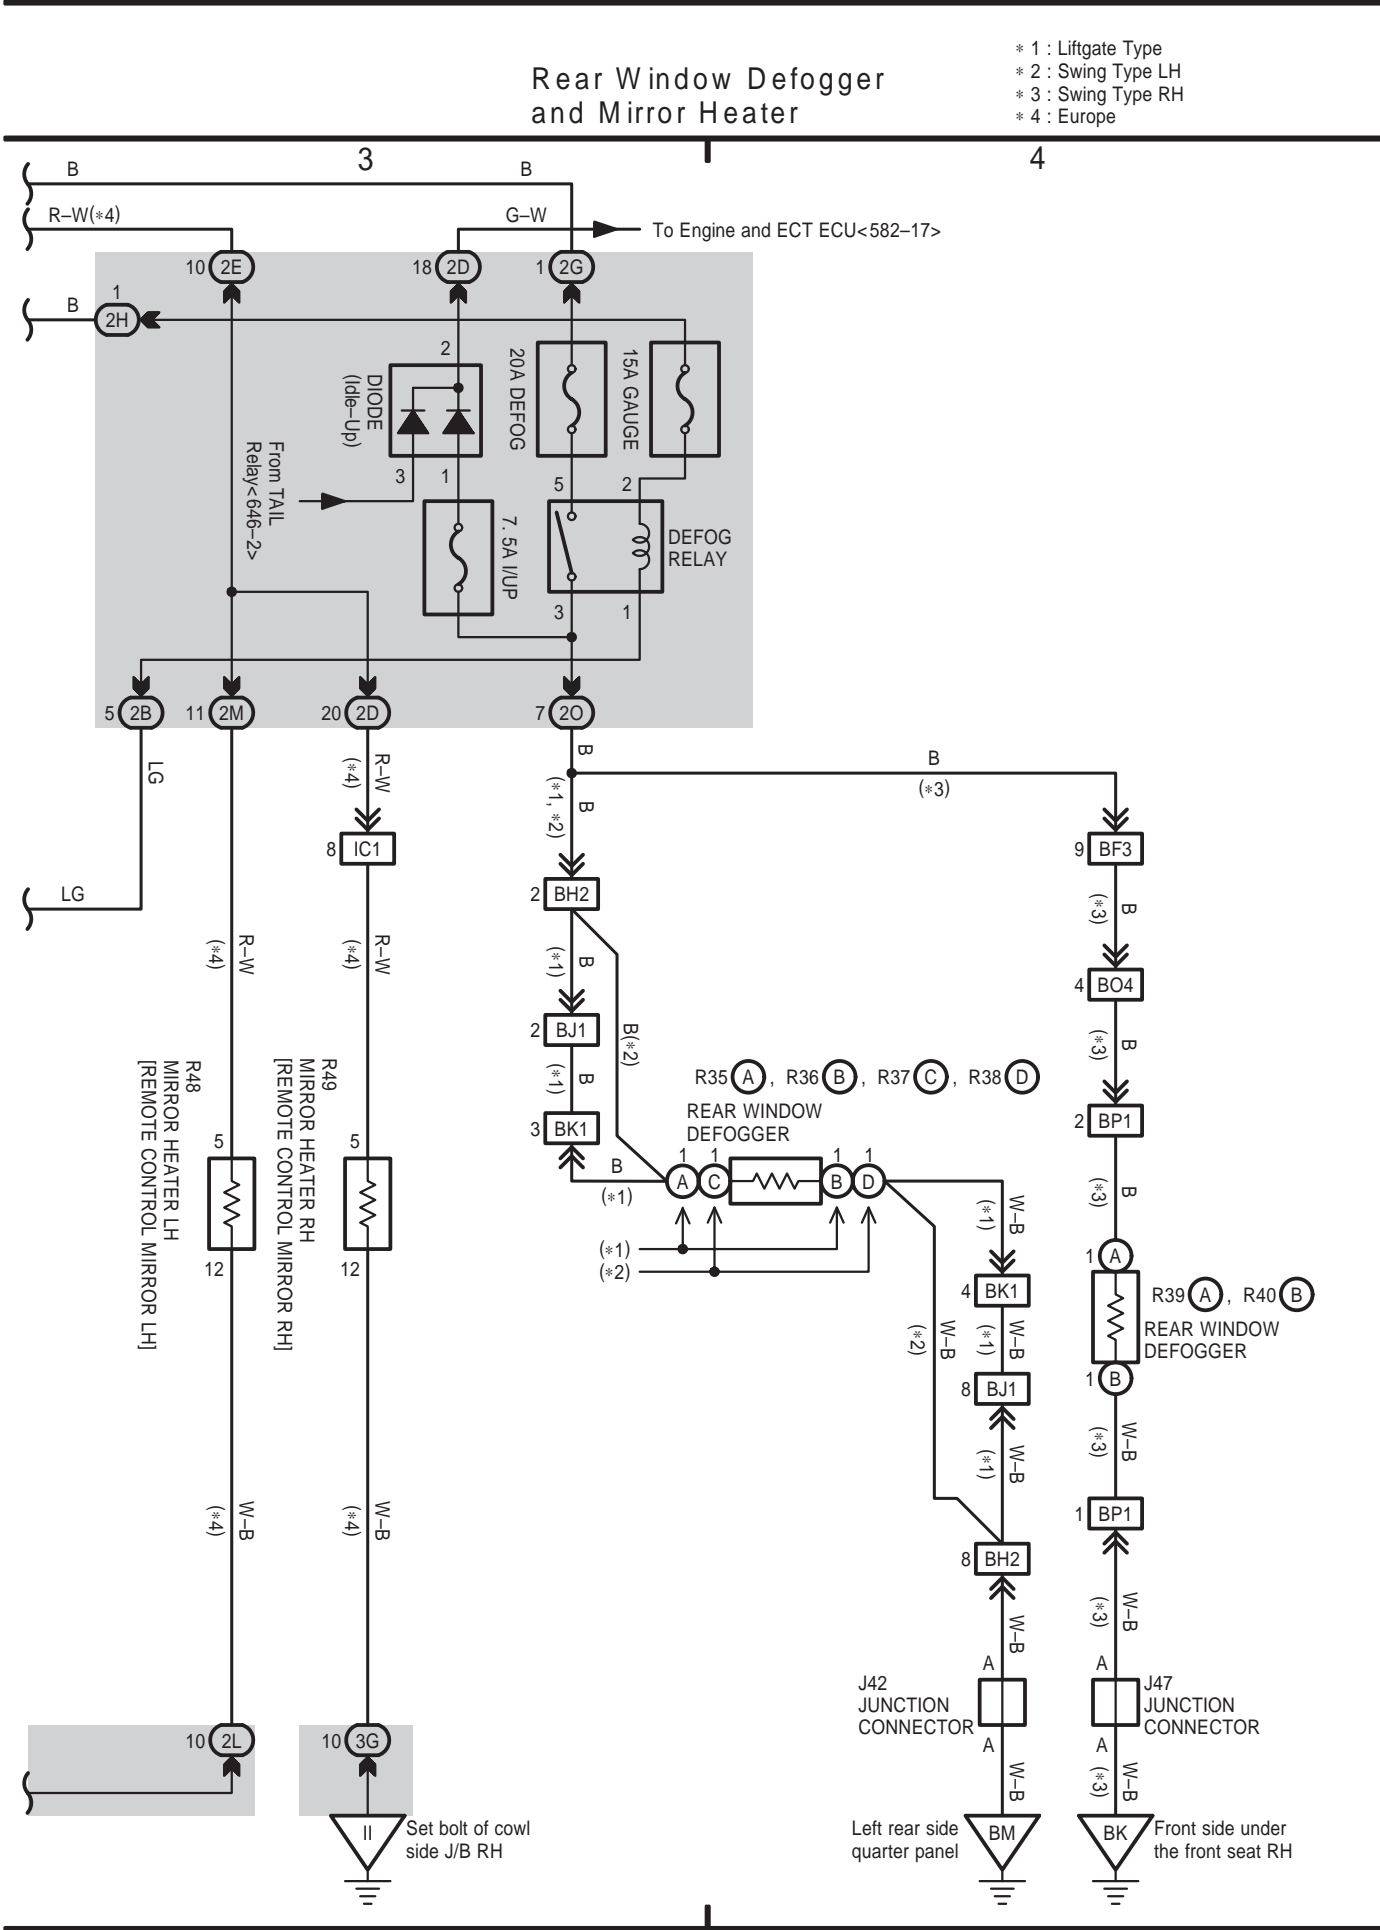 Rear Window Defogger
and Mirror Heater
* 1 : Liftgate Type
* 2 : Swing Type LH
* 3 : Swing Type RH
* 4 : Europe
3
4
B
B
R–W(*4)
G–W
To Engine and ECT ECU<582–17>
10 2E
18 2D
1 2G
B
1
2H
2
DIODE
(Idle–Up)
20A DEFOG
15A GAUGE
From TAIL
Relay<646–2>
3
1
5
2
7. 5A I/UP
DEFOG
RELAY
3
1
5 2B
11 2M
20 2D
7 2O
LG
R–W
(*4)
B
B
(*3)
B
(*1, *2)
8 IC1
9 BF3
LG
2 BH2
B
(*3)
R–W
(*4)
R–W
(*4)
B
(*1)
4 BO4
2 BJ1
B(*2)
B
(*3)
R48
MIRROR HEATER LH
[REMOTE CONTROL MIRROR LH]
R49
MIRROR HEATER RH
[REMOTE CONTROL MIRROR RH]
B
(*1)
R35 A , R36 B , R37 C , R38 D
REAR WINDOW
DEFOGGER
3 BK1
2 BP1
5
5
1
1
1
1
B
(*1)
A
C
B
D
B
(*3)
W–B
(*1)
(*1)
(*2)
12
12
1 A
4 BK1
R39 A , R40 B
REAR WINDOW
DEFOGGER
W–B
(*2)
W–B
(*1)
8 BJ1
1 B
W–B
(*3)
W–B
(*1)
W–B
(*4)
W–B
(*4)
1 BP1
8 BH2
W–B
W–B
(*3)
A
A
J42
JUNCTION
CONNECTOR
J47
JUNCTION
CONNECTOR
10 2L
10 3G
A
A
W–B
W–B
(*3)
II
Set bolt of cowl
side J/B RH
Left rear side
quarter panel
BM
BK
Front side under
the front seat RH